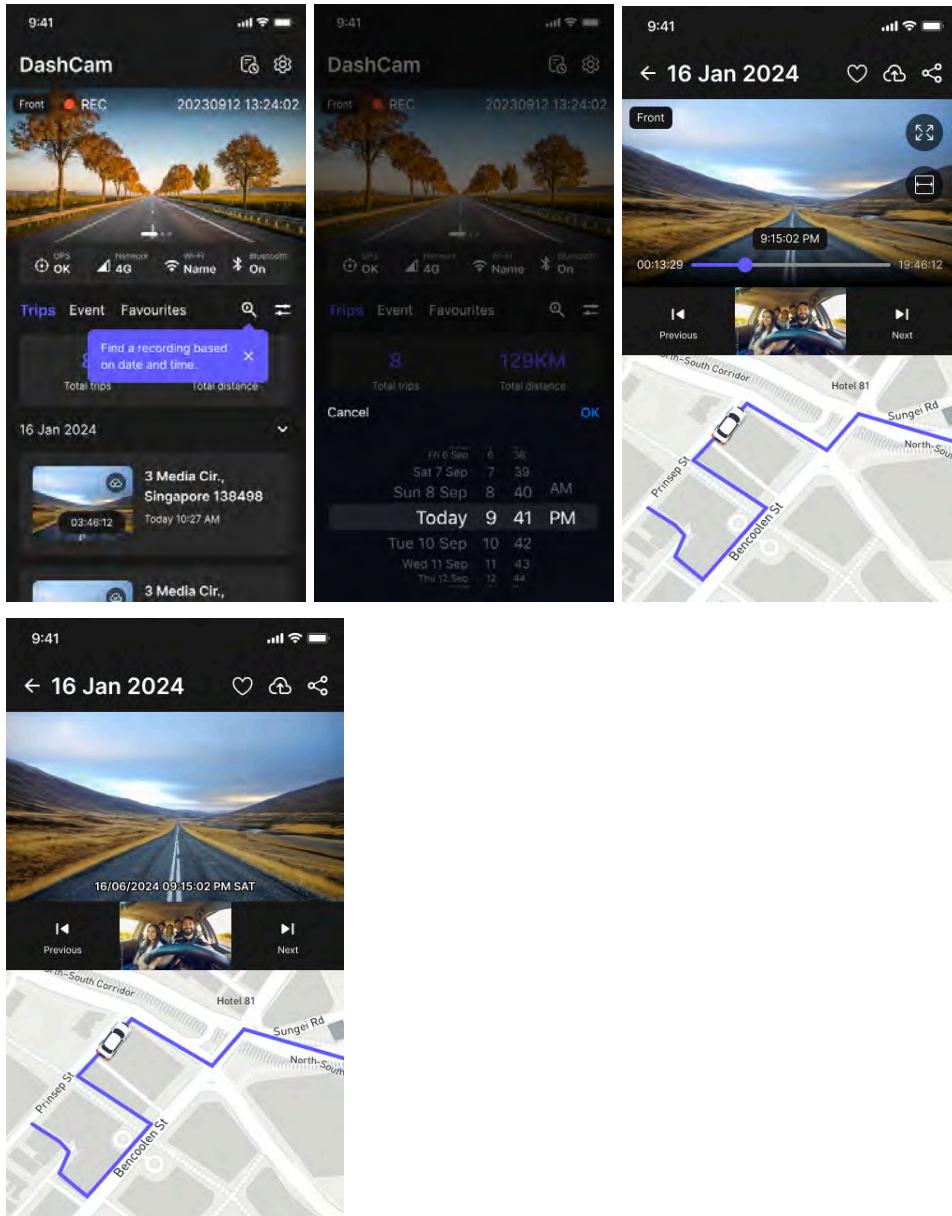 9:41
DashCam
Front
REC
20230912 13:24:02
GPS
OK
Network
4G
Wi-Fi
Name
Bluetooth
On
Trips
Event
Favourites
Find a recording based
on date and time.
8
Total trips
Total distance
16 Jan 2024
03:46:12
3 Media Cir.,
Singapore 138498
Today 10:27 AM
3 Media Cir.,
9:41
DashCam
Front
REC
20230912 13:24:02
GPS
OK
Network
4G
Wi-Fi
Name
Bluetooth
On
Trips
Event
Favourites
8
Total trips
129KM
Total distance
Cancel
OK
Fri 6 Sep 6 38
Sat 7 Sep 7 39
Sun 8 Sep 8 40 AM
Today 9 41 PM
Tue 10 Sep 10 42
Wed 11 Sep 11 43
Thu 12 Sep 12 44
9:41
16 Jan 2024
Front
9:15:02 PM
00:13:29
19:46:12
Previous
Next
rth-South Corridor
Hotel 81
Sungei Rd
North-Sou
Prinsep St
Bencoolen St
9:41
16 Jan 2024
16/06/2024 09:15:02 PM SAT
Previous
Next
rth-South Corridor
Hotel 81
Sungei Rd
North-South
Prinsep St
Bencoolen St